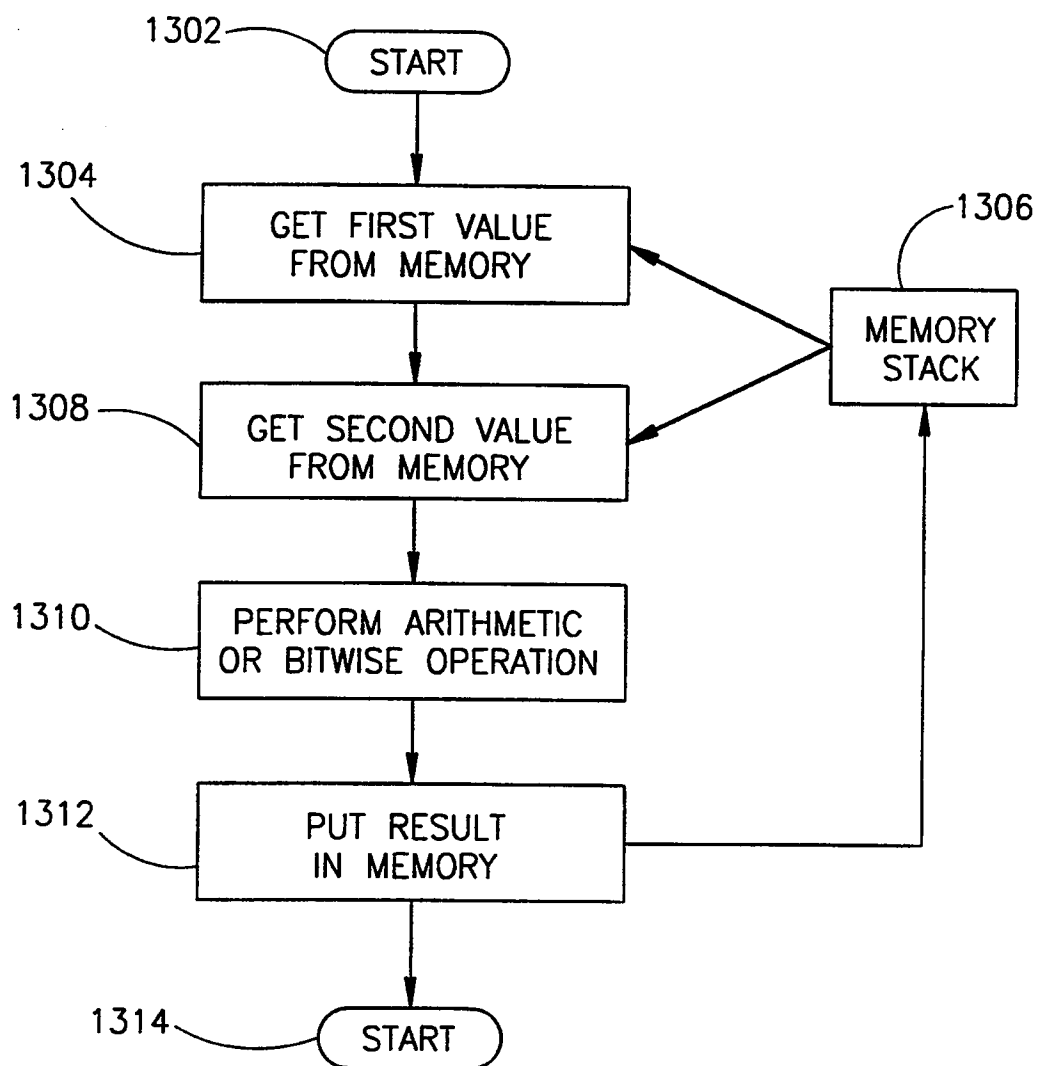 1302
START
1304
GET FIRST VALUE
FROM MEMORY
1306
MEMORY
STACK
1308
GET SECOND VALUE
FROM MEMORY
1310
PERFORM ARITHMETIC
OR BITWISE OPERATION
1312
PUT RESULT
IN MEMORY
1314
START